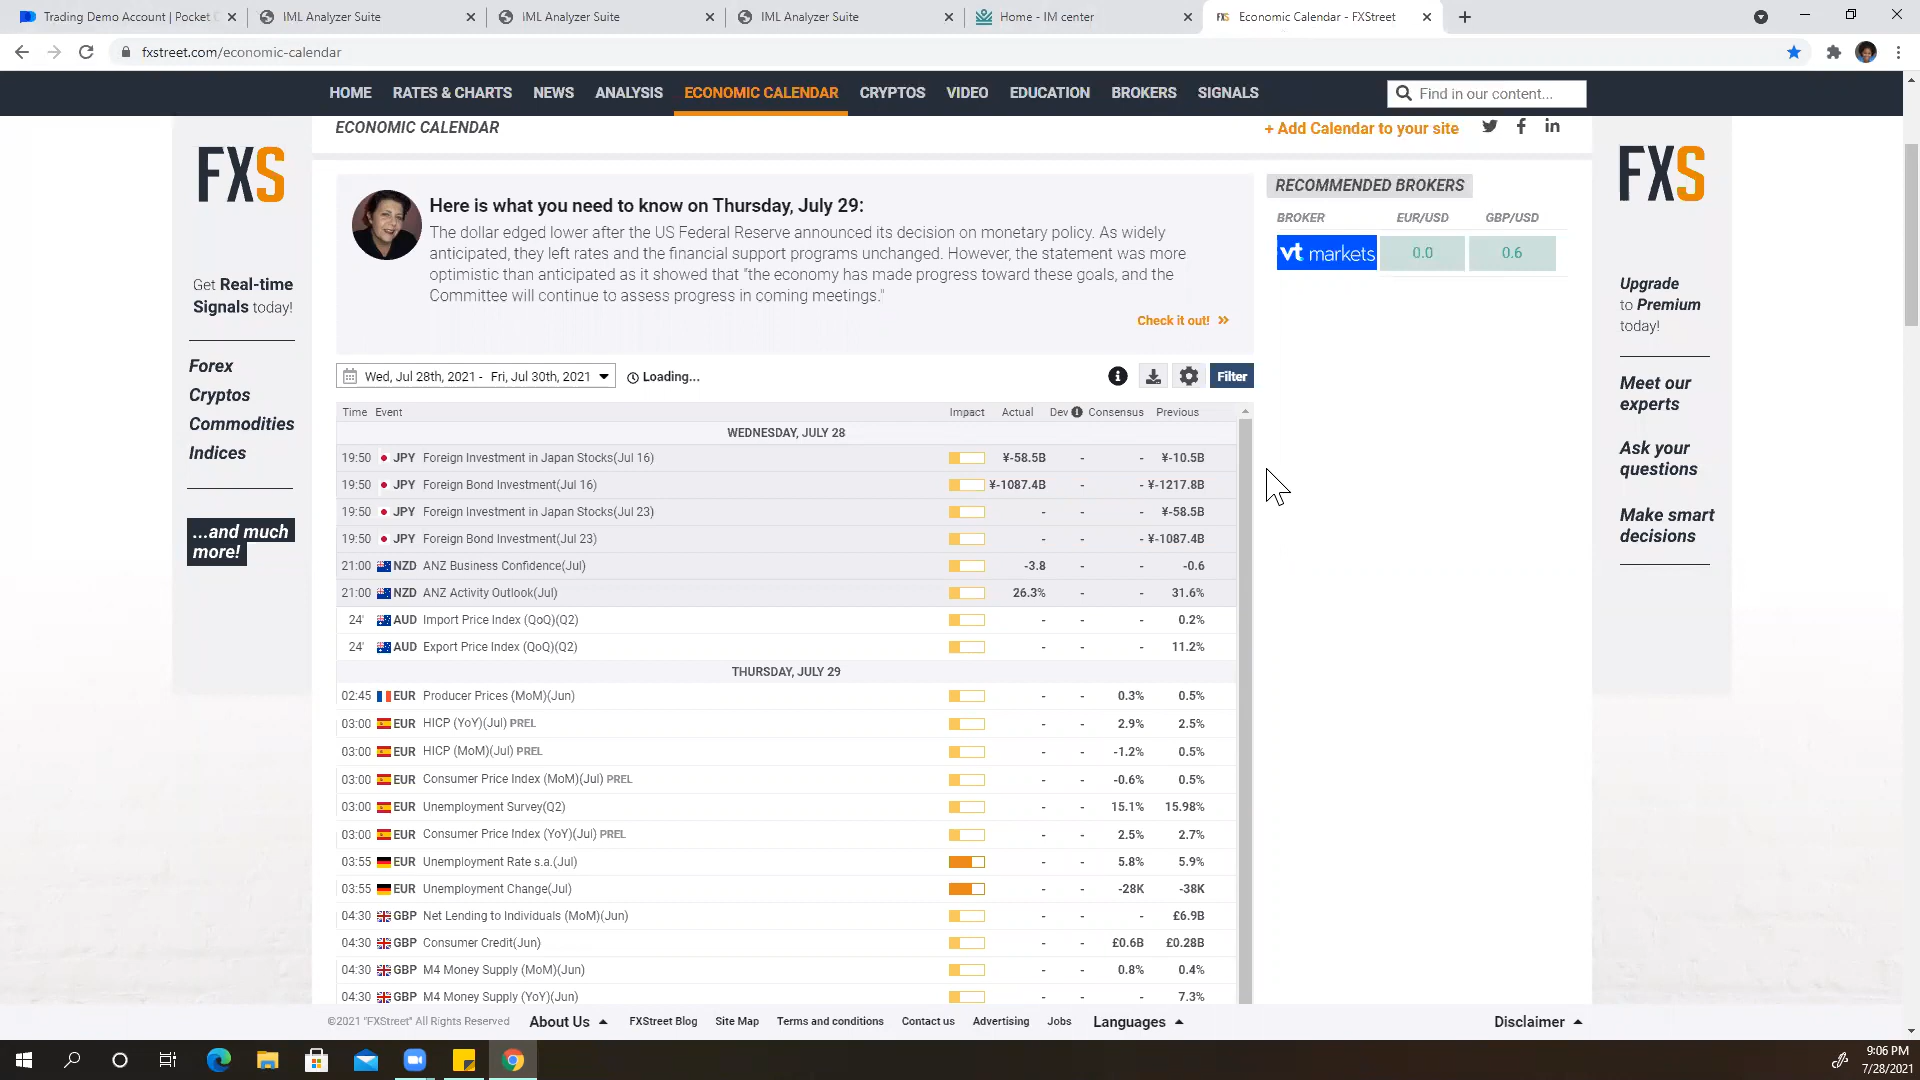 Trading Demo Account | Pocket
IML Analyzer Suite
IML Analyzer Suite
IML Analyzer Suite
Home - IM center
FXS Economic Calendar - FXStreet
fxstreet.com/economic-calendar
HOME RATES & CHARTS NEWS ANALYSIS ECONOMIC CALENDAR CRYPTOS VIDEO EDUCATION BROKERS SIGNALS
Find in our content...
ECONOMIC CALENDAR
+ Add Calendar to your site
FXS
Get Real-time
Signals today!
Forex
Cryptos
Commodities
Indices
...and much
more!
Here is what you need to know on Thursday, July 29:
The dollar edged lower after the US Federal Reserve announced its decision on monetary policy. As widely
anticipated, they left rates and the financial support programs unchanged. However, the statement was more
optimistic than anticipated as it showed that "the economy has made progress toward these goals, and the
Committee will continue to assess progress in coming meetings."
Check it out! »
RECOMMENDED BROKERS
BROKER EUR/USD GBP/USD
vt markets 0.0 0.6
FXS
Upgrade
to Premium
today!
Meet our
experts
Ask your
questions
Make smart
decisions
Wed, Jul 28th, 2021 - Fri, Jul 30th, 2021
Loading...
Filter
Time Event Impact Actual Dev Consensus Previous
WEDNESDAY, JULY 28
19:50 JPY Foreign Investment in Japan Stocks(Jul 16) ¥-58.5B - - ¥-10.5B
19:50 JPY Foreign Bond Investment(Jul 16) ¥-1087.4B - - ¥-1217.8B
19:50 JPY Foreign Investment in Japan Stocks(Jul 23) - - - ¥-58.5B
19:50 JPY Foreign Bond Investment(Jul 23) - - - ¥-1087.4B
21:00 NZD ANZ Business Confidence(Jul) -3.8 - - -0.6
21:00 NZD ANZ Activity Outlook(Jul) 26.3% - - 31.6%
24' AUD Import Price Index (QoQ)(Q2) - - - 0.2%
24' AUD Export Price Index (QoQ)(Q2) - - - 11.2%
THURSDAY, JULY 29
02:45 EUR Producer Prices (MoM)(Jun) - - 0.3% 0.5%
03:00 EUR HICP (YoY)(Jul) PREL - - 2.9% 2.5%
03:00 EUR HICP (MoM)(Jul) PREL - - -1.2% 0.5%
03:00 EUR Consumer Price Index (MoM)(Jul) PREL - - -0.6% 0.5%
03:00 EUR Unemployment Survey(Q2) - - 15.1% 15.98%
03:00 EUR Consumer Price Index (YoY)(Jul) PREL - - 2.5% 2.7%
03:55 EUR Unemployment Rate s.a.(Jul) - - 5.8% 5.9%
03:55 EUR Unemployment Change(Jul) - - -28K -38K
04:30 GBP Net Lending to Individuals (MoM)(Jun) - - - £6.9B
04:30 GBP Consumer Credit(Jun) - - £0.6B £0.28B
04:30 GBP M4 Money Supply (MoM)(Jun) - - 0.8% 0.4%
04:30 GBP M4 Money Supply (YoY)(Jun) - - - 7.3%
©2021 "FXStreet" All Rights Reserved About Us FXStreet Blog Site Map Terms and conditions Contact us Advertising Jobs Languages Disclaimer
9:06 PM
7/28/2021